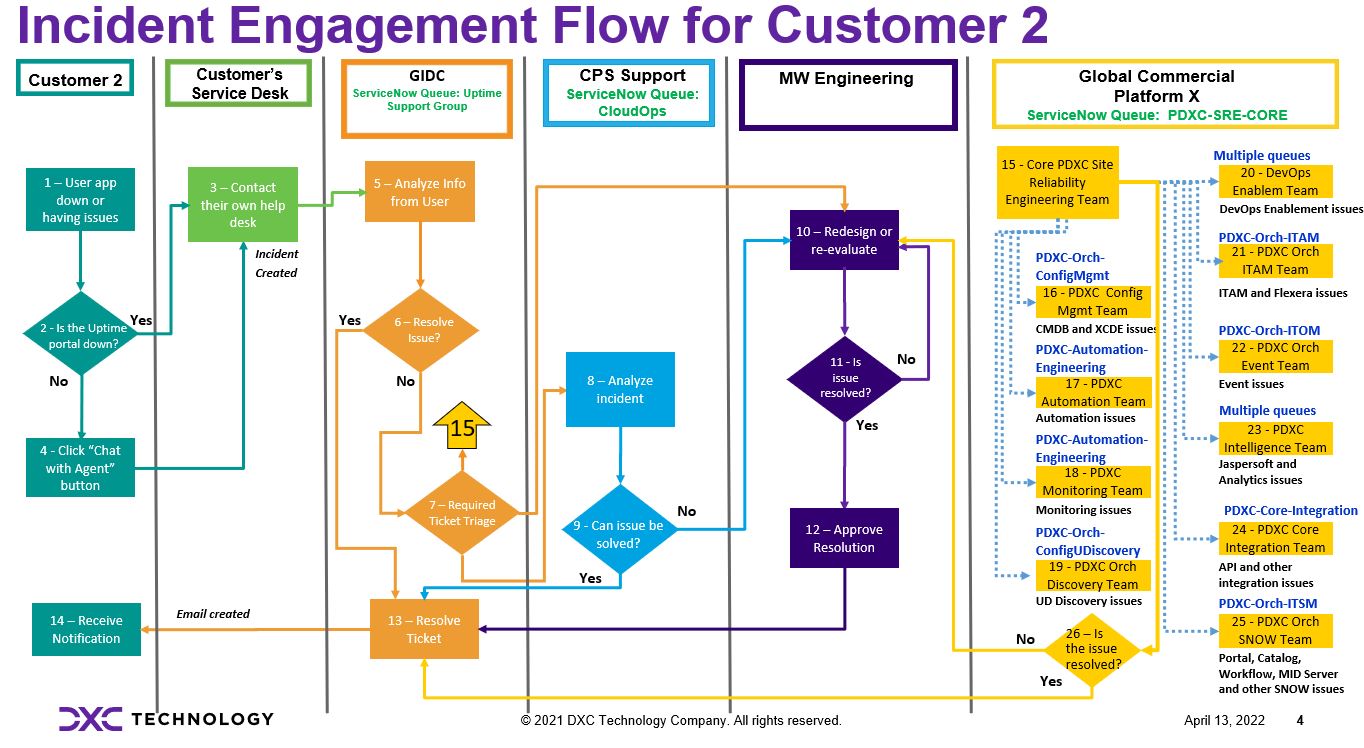 Incident Engagement Flow for Customer 2
Customer 2
Customer's
Service Desk
GIDC
ServiceNow Queue: Uptime
Support Group
CPS Support
ServiceNow Queue:
CloudOps
MW Engineering
Global Commercial
Platform X
ServiceNow Queue: PDXC-SRE-CORE
1 – User app
down or
having issues
2 - Is the Uptime
portal down?
Yes
No
4 - Click “Chat
with Agent”
button
14 – Receive
Notification
3 – Contact
their own help
desk
Incident
Created
Email created
5 – Analyze Info
from User
6 – Resolve
Issue?
Yes
No
15
7 – Required
Ticket Triage
13 – Resolve
Ticket
8 – Analyze
incident
9 - Can issue be
solved?
No
Yes
10 – Redesign or
re-evaluate
11 - Is
issue
resolved?
No
Yes
12 – Approve
Resolution
15 - Core PDXC Site
Reliability
Engineering Team
PDXC-Orch-
ConfigMgmt
16 - PDXC Config
Mgmt Team
CMDB and XCDE issues
PDXC-Automation-
Engineering
17 - PDXC
Automation Team
Automation issues
PDXC-Automation-
Engineering
18 - PDXC
Monitoring Team
Monitoring issues
PDXC-Orch-
ConfigUDiscovery
19 - PDXC Orch
Discovery Team
UD Discovery issues
26 – Is
the issue
resolved?
No
Yes
Multiple queues
20 - DevOps
Enablem Team
DevOps Enablement issues
PDXC-Orch-ITAM
21 - PDXC Orch
ITAM Team
ITAM and Flexera issues
PDXC-Orch-ITOM
22 - PDXC Orch
Event Team
Event issues
Multiple queues
23 - PDXC
Intelligence Team
Jaspersoft and
Analytics issues
PDXC-Core-Integration
24 - PDXC Core
Integration Team
API and other
integration issues
PDXC-Orch-ITSM
25 - PDXC Orch
SNOW Team
Portal, Catalog,
Workflow, MID Server
and other SNOW issues
DXC TECHNOLOGY
© 2021 DXC Technology Company. All rights reserved.
April 13, 2022 4